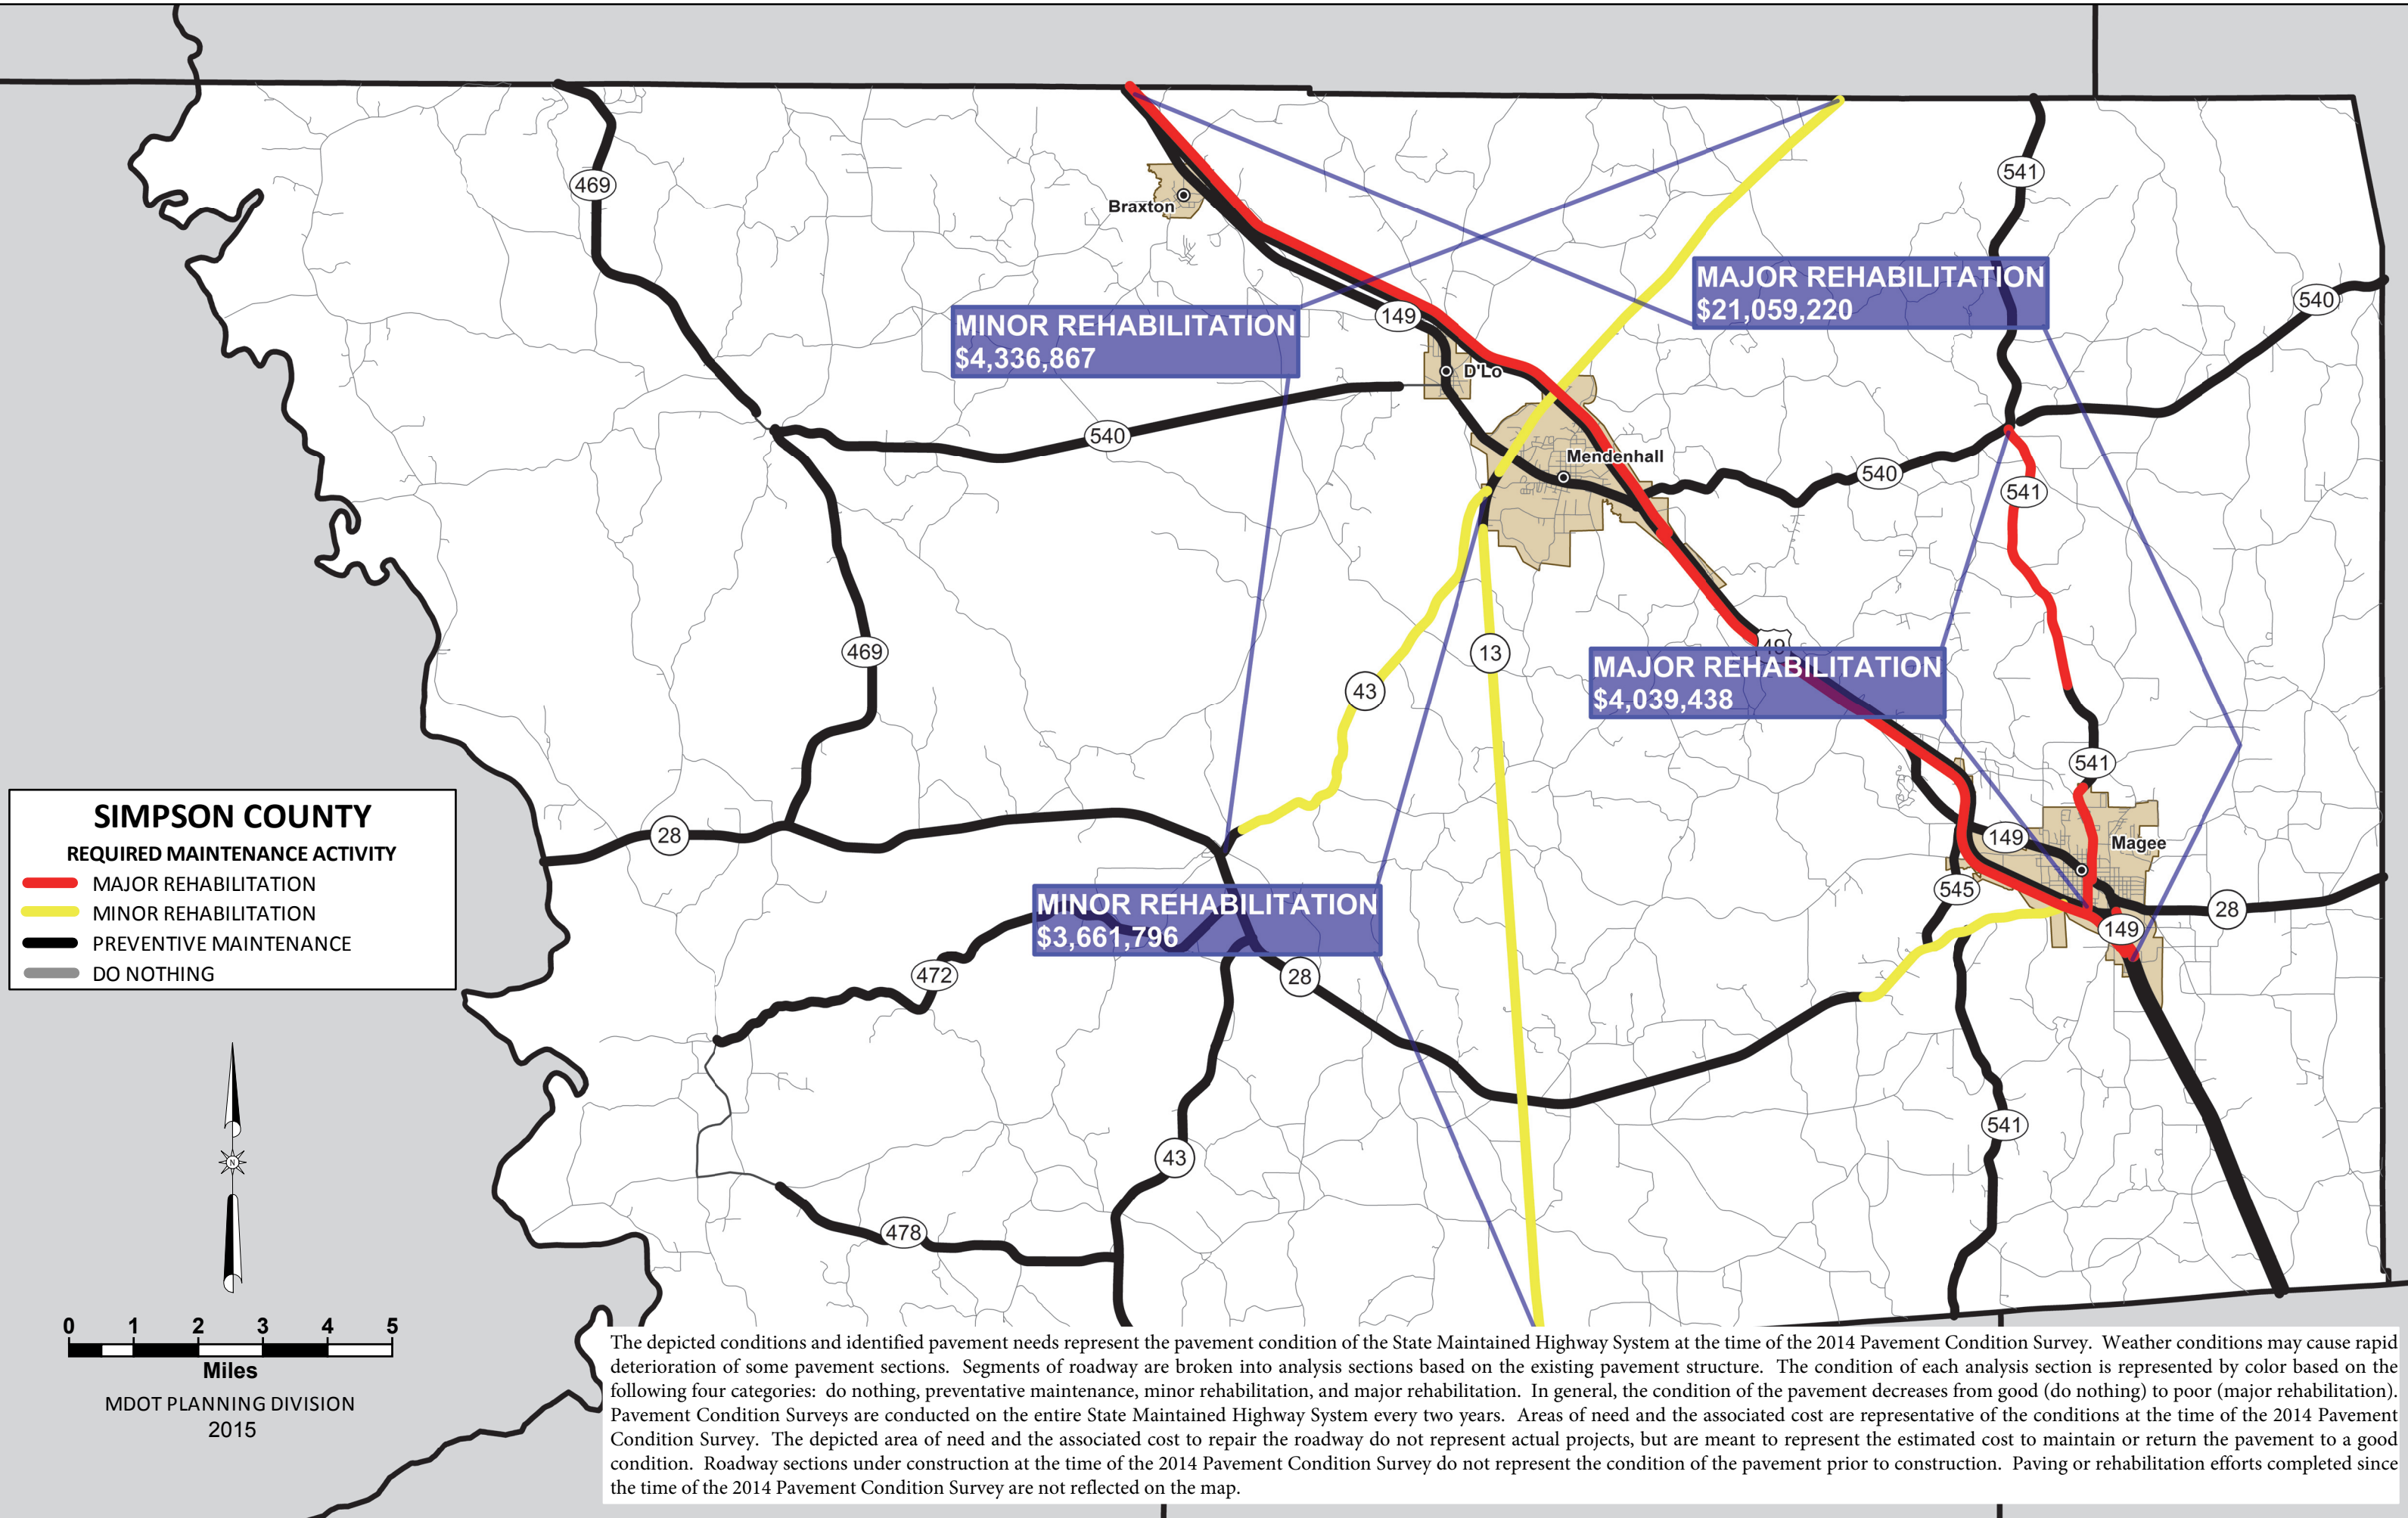 469
541
Braxton
MAJOR REHABILITATION
$21,059,220
540
MINOR REHABILITATION
$4,336,867
149
D'Lo
540
Mendenhall
540
541
469
13
49
MAJOR REHABILITATION
$4,039,438
43
541
SIMPSON COUNTY
REQUIRED MAINTENANCE ACTIVITY
MAJOR REHABILITATION
MINOR REHABILITATION
PREVENTIVE MAINTENANCE
DO NOTHING
28
149
Magee
545
MINOR REHABILITATION
$3,661,796
28
149
472
28
541
43
N
478
0 1 2 3 4 5
Miles
MDOT PLANNING DIVISION
2015
The depicted conditions and identified pavement needs represent the pavement condition of the State Maintained Highway System at the time of the 2014 Pavement Condition Survey. Weather conditions may cause rapid
deterioration of some pavement sections. Segments of roadway are broken into analysis sections based on the existing pavement structure. The condition of each analysis section is represented by color based on the
following four categories: do nothing, preventative maintenance, minor rehabilitation, and major rehabilitation. In general, the condition of the pavement decreases from good (do nothing) to poor (major rehabilitation).
Pavement Condition Surveys are conducted on the entire State Maintained Highway System every two years. Areas of need and the associated cost are representative of the conditions at the time of the 2014 Pavement
Condition Survey. The depicted area of need and the associated cost to repair the roadway do not represent actual projects, but are meant to represent the estimated cost to maintain or return the pavement to a good
condition. Roadway sections under construction at the time of the 2014 Pavement Condition Survey do not represent the condition of the pavement prior to construction. Paving or rehabilitation efforts completed since
the time of the 2014 Pavement Condition Survey are not reflected on the map.